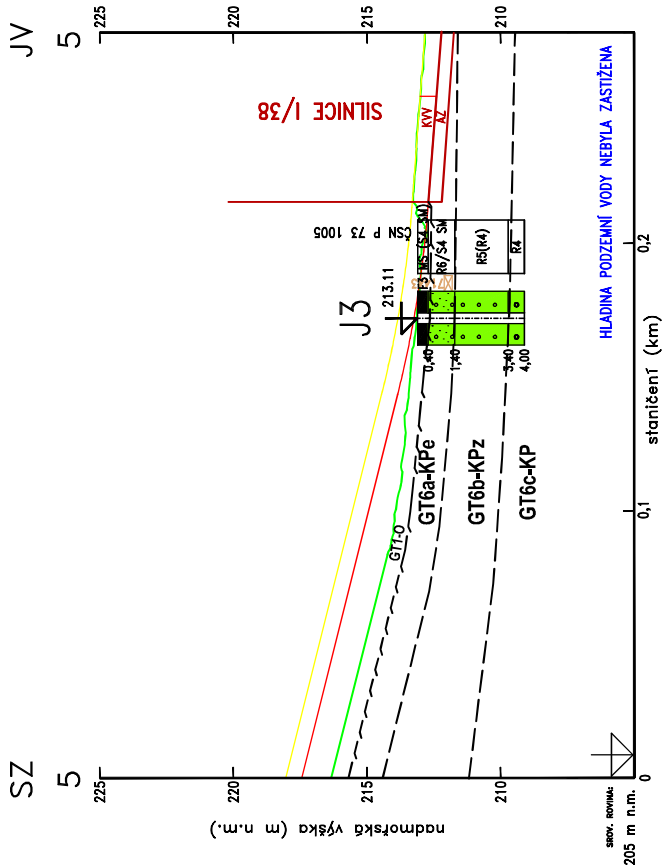 SZ
JV
5
5
225
225
220
220
215
215
210
210
nadmořská výška (m n.m.)
SROV. ROVINA:
205 m n.m.
SILNICE I/38
KVV
AZ
ČSN P 73 1005
J3
213.11
F3 MS (S4 SM)
R6/S4 SM
R5(R4)
R4
0,40
1,40
3,40
4,00
GT1-O
GT6a-KPe
GT6b-KPz
GT6c-KP
HLADINA PODZEMNÍ VODY NEBYLA ZASTIŽENA
0
0,1
0,2
staničení (km)